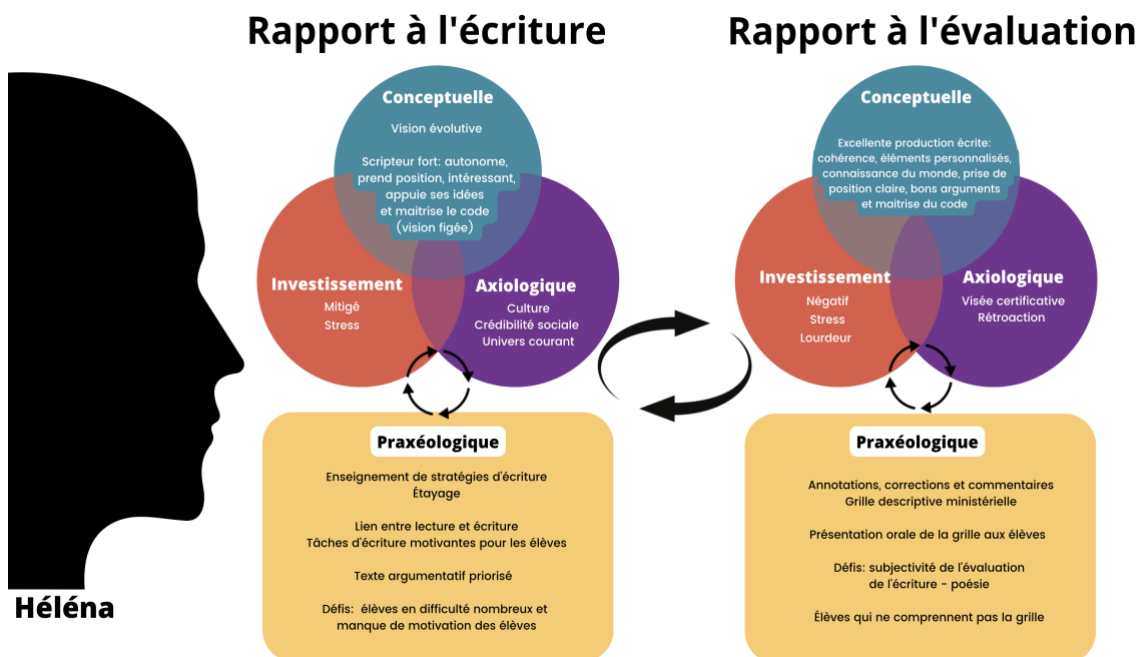 Rapport à l'écriture
Conceptuelle
Vision évolutive
Scripteur fort: autonome,
prend position, intéressant,
appuie ses idées
et maitrise le code
(vision figée)
Investissement
Mitigé
Stress
Axiologique
Culture
Crédibilité sociale
Univers courant
Praxéologique
Enseignement de stratégies d'écriture
Étayage
Lien entre lecture et écriture
Tâches d'écriture motivantes pour les élèves
Texte argumentatif priorisé
Défis: élèves en difficulté nombreux et
manque de motivation des élèves
Rapport à l'évaluation
Conceptuelle
Excellente production écrite:
cohérence, éléments personnalisés,
connaissance du monde, prise de
position claire, bons arguments
et maitrise du code
Investissement
Négatif
Stress
Lourdeur
Axiologique
Visée certificative
Rétroaction
Praxéologique
Annotations, corrections et commentaires
Grille descriptive ministérielle
Présentation orale de la grille aux élèves
Défis: subjectivité de l'évaluation
de l'écriture - poésie
Élèves qui ne comprennent pas la grille
Héléna